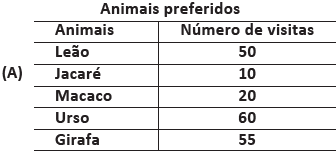 Animais preferidos
Animais Número de visitas
Leão 50
(A) Jacaré 10
Macaco 20
Urso 60
Girafa 55